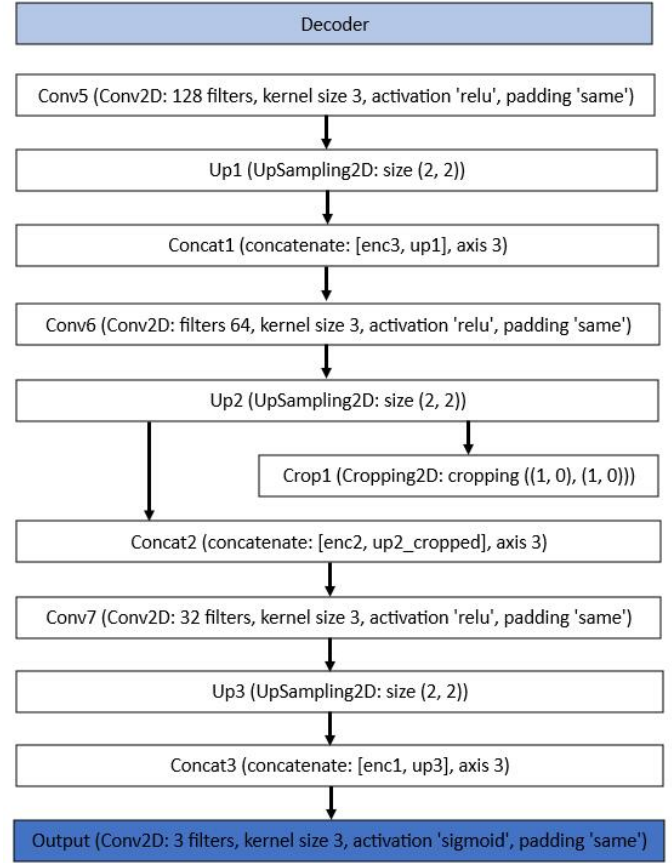 Decoder
Conv5 (Conv2D: 128 filters, kernel size 3, activation 'relu', padding 'same')
Up1 (UpSampling2D: size (2, 2))
Concat1 (concatenate: [enc3, up1], axis 3)
Conv6 (Conv2D: filters 64, kernel size 3, activation 'relu', padding 'same')
Up2 (UpSampling2D: size (2, 2))
Crop1 (Cropping2D: cropping ((1, 0), (1, 0)))
Concat2 (concatenate: [enc2, up2_cropped], axis 3)
Conv7 (Conv2D: 32 filters, kernel size 3, activation 'relu', padding 'same')
Up3 (UpSampling2D: size (2, 2))
Concat3 (concatenate: [enc1, up3], axis 3)
Output (Conv2D: 3 filters, kernel size 3, activation 'sigmoid', padding 'same')